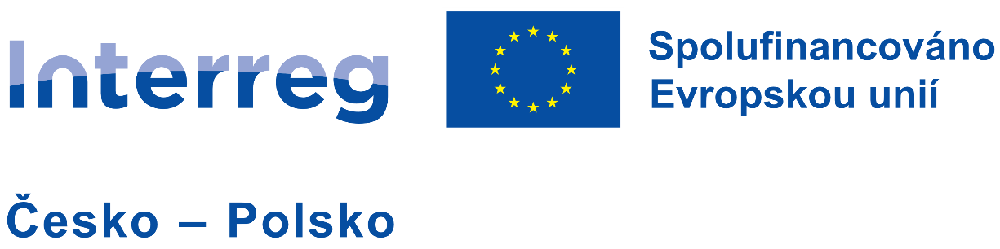 Interreg
Spolufinancováno
Evropskou unií
Česko – Polsko